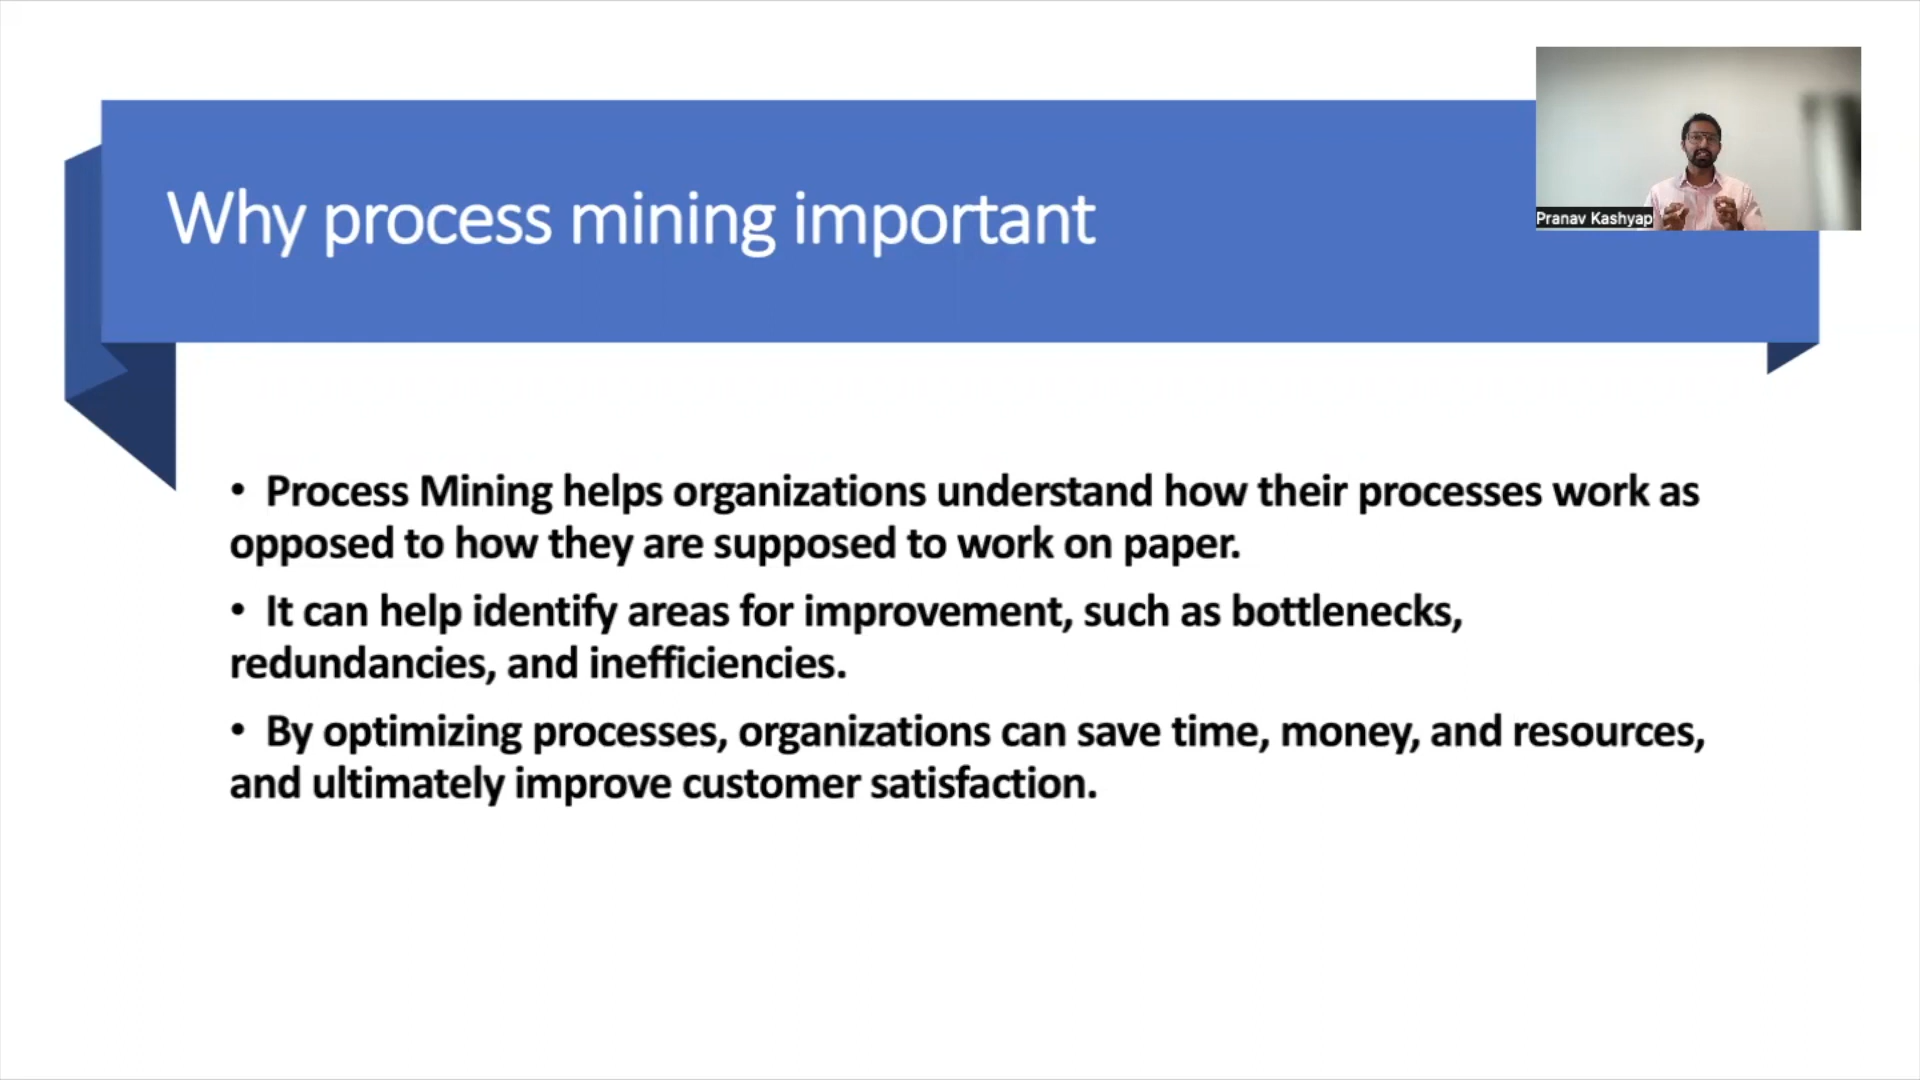 Why process mining important
Pranav Kashyap
• Process Mining helps organizations understand how their processes work as
opposed to how they are supposed to work on paper.
• It can help identify areas for improvement, such as bottlenecks,
redundancies, and inefficiencies.
• By optimizing processes, organizations can save time, money, and resources,
and ultimately improve customer satisfaction.